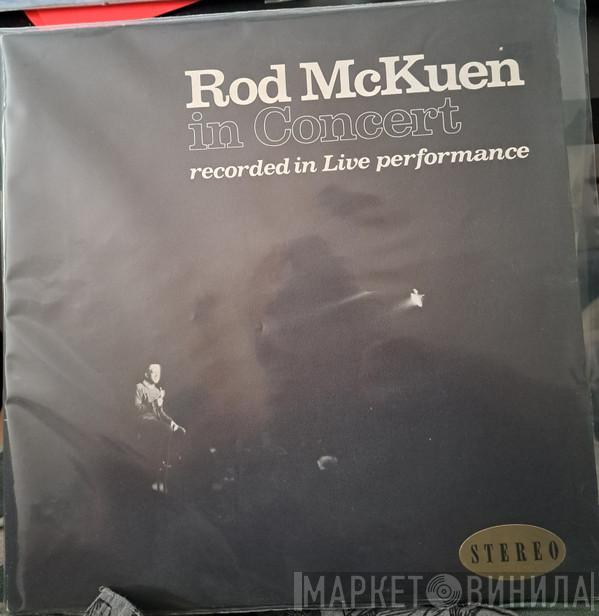 Rod McKuen
in Concert
recorded in Live performance
STEREO
МАРКЕТ ВИНИЛА